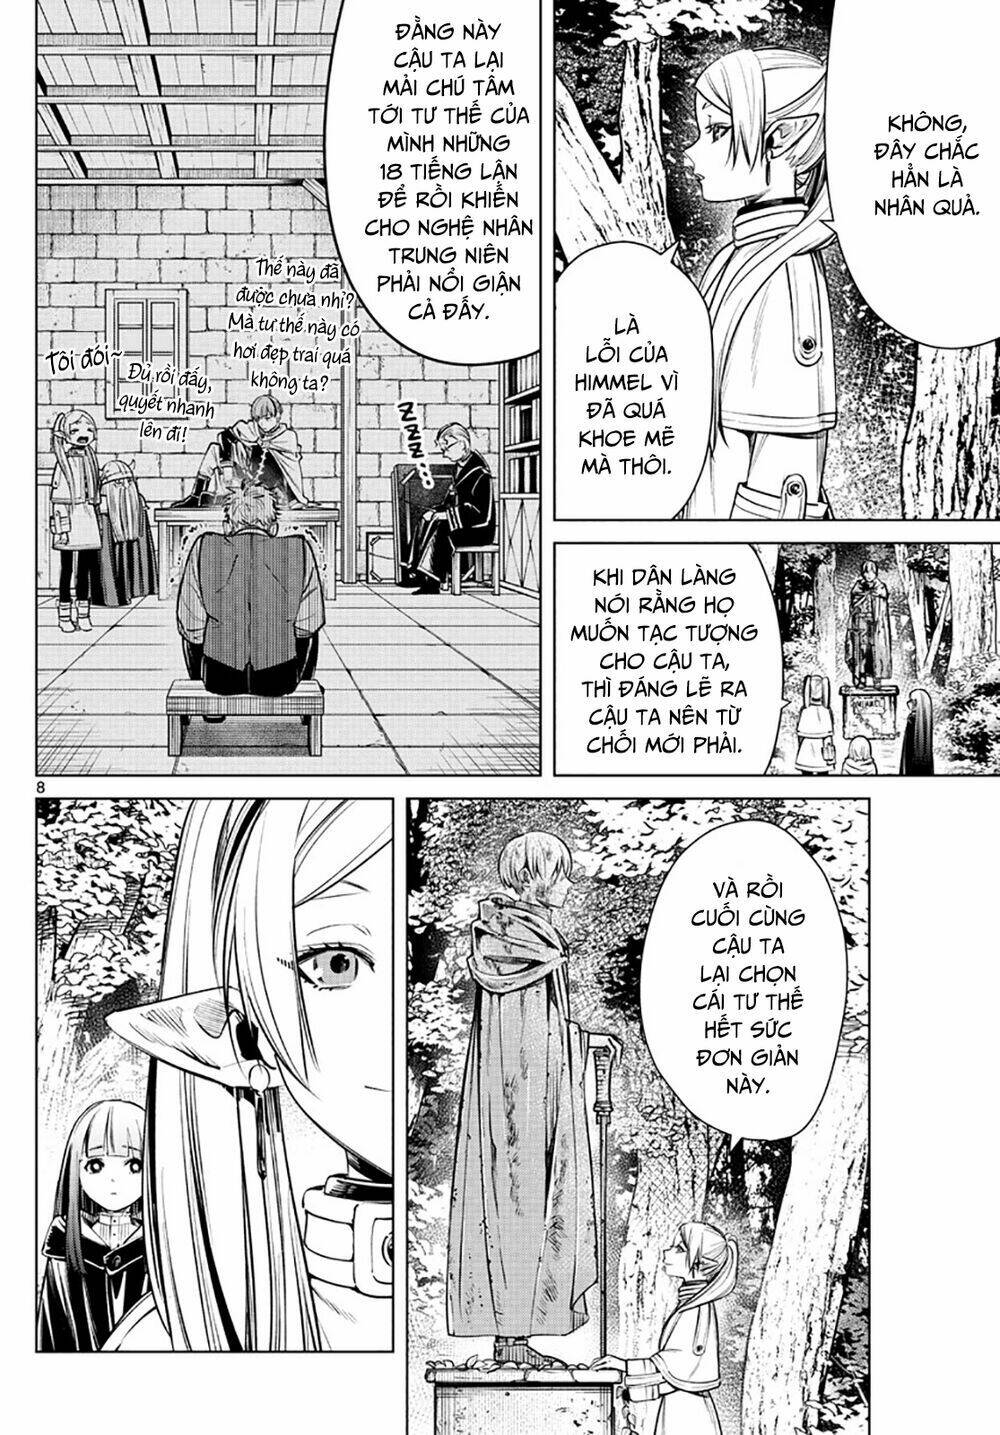 KHÔNG,
ĐÂY CHẮC
HẲN LÀ
NHÂN QUẢ.
LÀ
LỖI CỦA
HIMMEL VÌ
ĐÃ QUÁ
KHOE MẼ
MÀ THÔI.
ĐẰNG NÀY
CẬU TA LẠI
MẢI CHÚ TÂM
TỚI TƯ THẾ CỦA
MÌNH NHỮNG
18 TIẾNG LẬN
ĐỂ RỒI KHIẾN
CHO NGHỆ NHÂN
TRUNG NIÊN
PHẢI NỔI GIẬN
CẢ ĐẤY.
Thế này đã
được chưa nhỉ?
Mà tư thế này có
hơi đẹp trai quá
không ta?
Đủ rồi đấy,
quyết nhanh
lên đi!
Tôi đói~
ZZZZ...
KHI DÂN LÀNG
NÓI RẰNG HỌ
MUỐN TẠC TƯỢNG
CHO CẬU TA,
THÌ ĐÁNG LẼ RA
CẬU TA NÊN TỪ
CHỐI MỚI PHẢI.
HIMMEL
8
VÀ RỒI
CUỐI CÙNG
CẬU TA
LẠI CHỌN
CÁI TƯ THẾ
HẾT SỨC
ĐƠN GIẢN
NÀY.